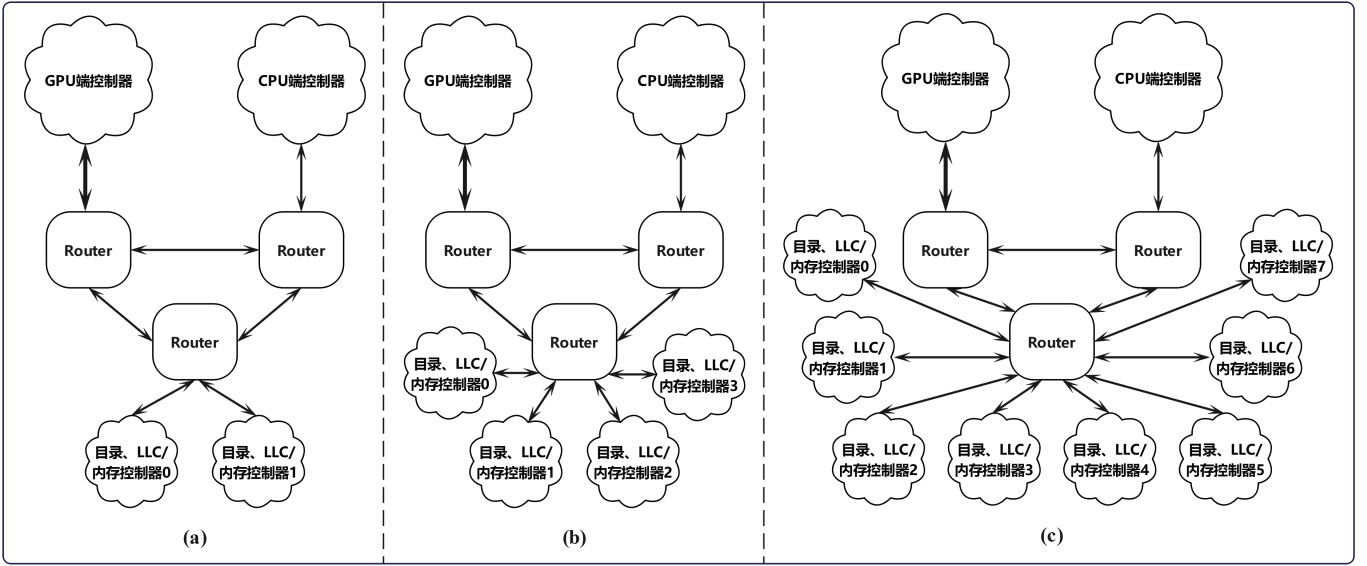 GPU端控制器
CPU端控制器
Router
Router
Router
目录、LLC/
内存控制器0
目录、LLC/
内存控制器1
(a)
GPU端控制器
CPU端控制器
Router
Router
Router
目录、LLC/
内存控制器0
目录、LLC/
内存控制器3
目录、LLC/
内存控制器1
目录、LLC/
内存控制器2
(b)
GPU端控制器
CPU端控制器
目录、LLC/
内存控制器0
Router
Router
目录、LLC/
内存控制器7
目录、LLC/
内存控制器1
Router
目录、LLC/
内存控制器6
目录、LLC/
内存控制器2
目录、LLC/
内存控制器3
目录、LLC/
内存控制器4
目录、LLC/
内存控制器5
(c)